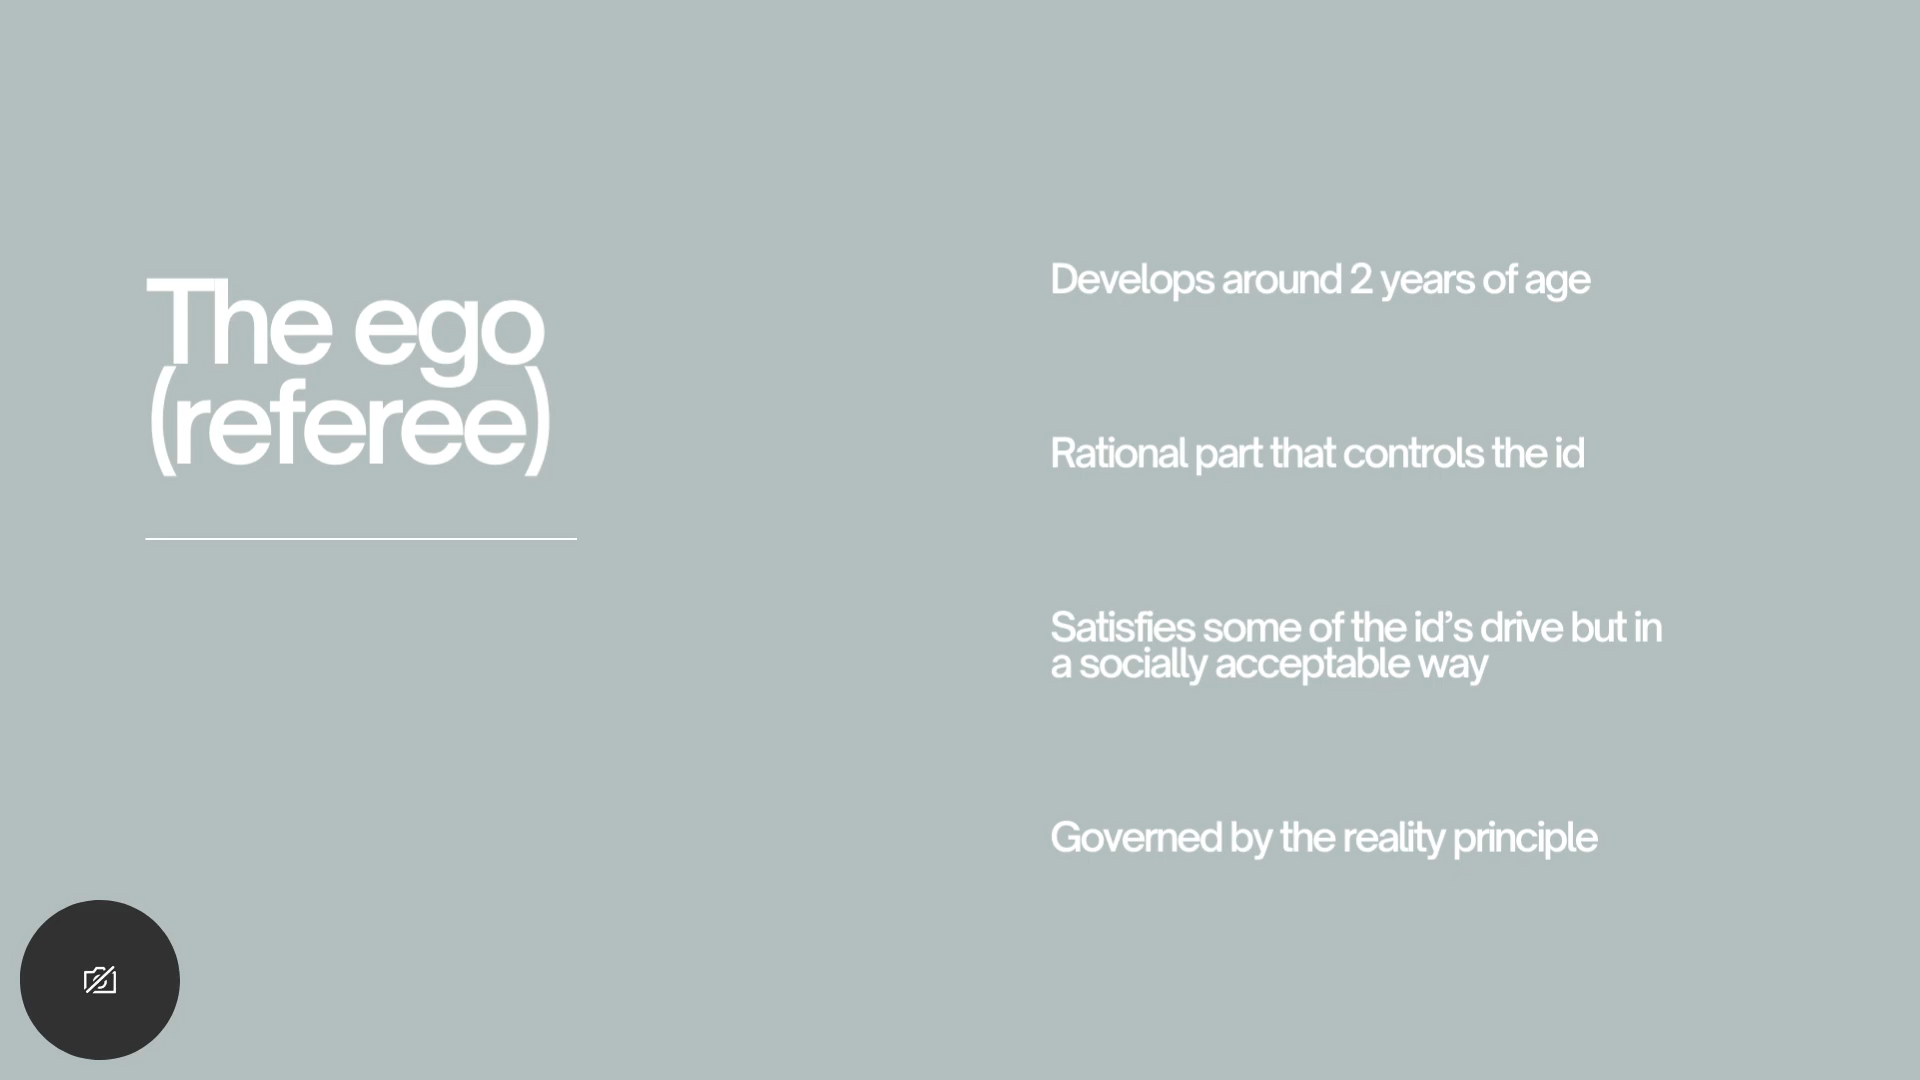 The ego
(referee)
Develops around 2 years of age
Rational part that controls the id
Satisfies some of the id’s drive but in
a socially acceptable way
Governed by the reality principle